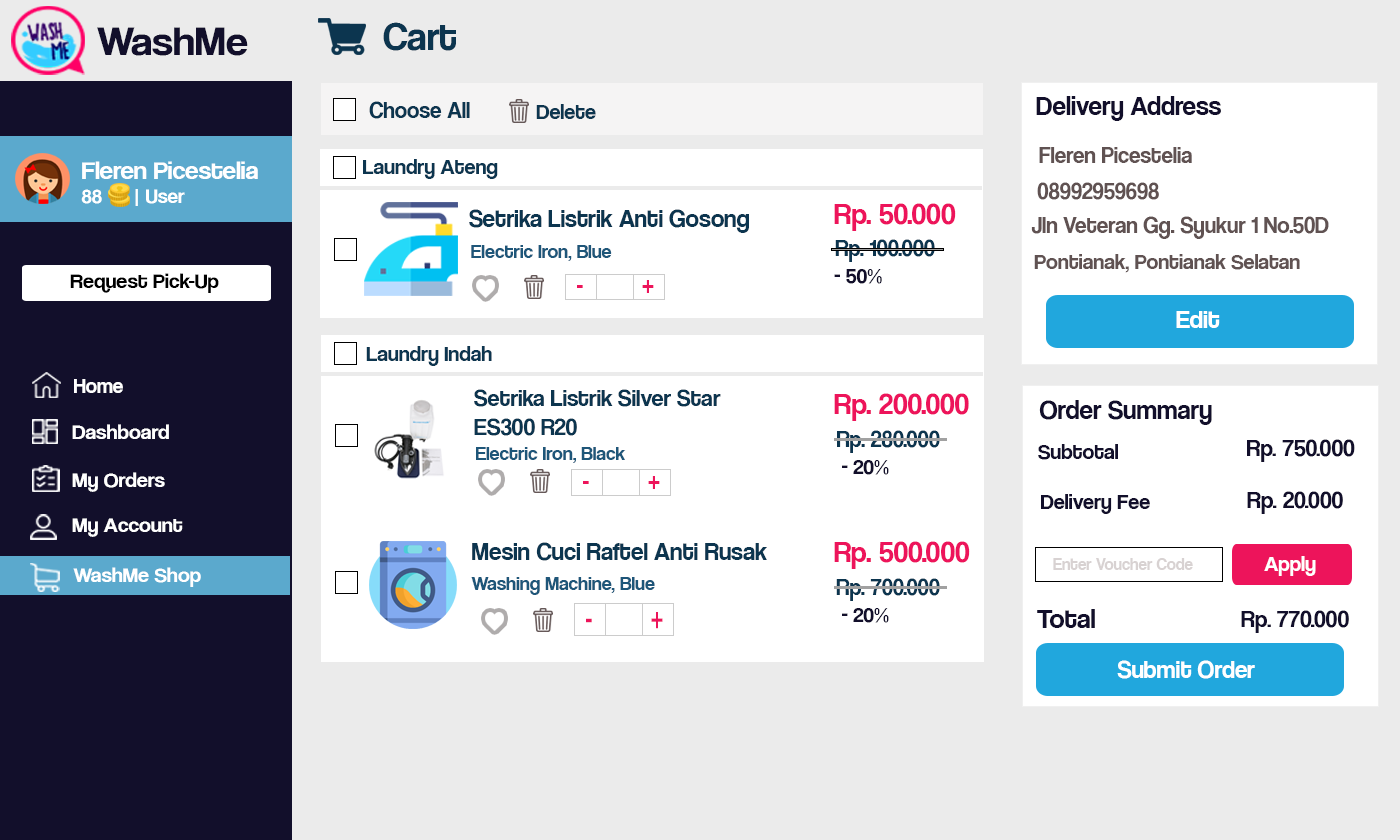 WASH
ME
WashMe
Cart
Fleren Picestelia
88 | User
Request Pick-Up
Home
Dashboard
My Orders
My Account
WashMe Shop
Choose All
Delete
Laundry Ateng
Setrika Listrik Anti Gosong
Electric Iron, Blue
- +
Rp. 50.000
Rp. 100.000
- 50%
Laundry Indah
Setrika Listrik Silver Star
ES300 R20
Electric Iron, Black
- +
Rp. 200.000
Rp. 280.000
- 20%
Mesin Cuci Raftel Anti Rusak
Washing Machine, Blue
- +
Rp. 500.000
Rp. 700.000
- 20%
Delivery Address
Fleren Picestelia
08992959698
Jln Veteran Gg. Syukur 1 No.50D
Pontianak, Pontianak Selatan
Edit
Order Summary
Subtotal Rp. 750.000
Delivery Fee Rp. 20.000
Enter Voucher Code Apply
Total Rp. 770.000
Submit Order